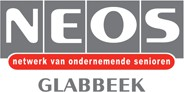 NEOS
netwerk van ondernemende senioren
GLABBEEK